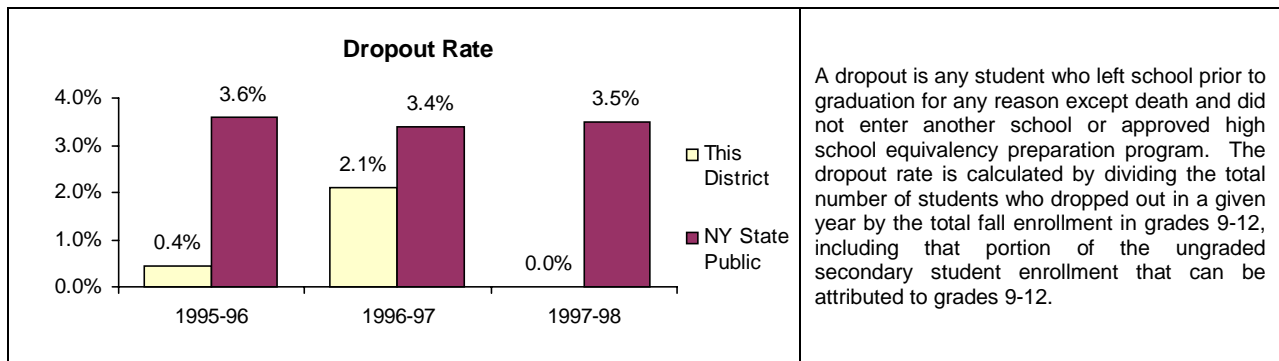 Dropout Rate
4.0%
3.0%
2.0%
1.0%
0.0%
0.4%
3.6%
2.1%
3.4%
0.0%
3.5%
1995-96
1996-97
1997-98
This
District
NY State
Public
A dropout is any student who left school prior to
graduation for any reason except death and did
not enter another school or approved high
school equivalency preparation program. The
dropout rate is calculated by dividing the total
number of students who dropped out in a given
year by the total fall enrollment in grades 9-12,
including that portion of the ungraded
secondary student enrollment that can be
attributed to grades 9-12.